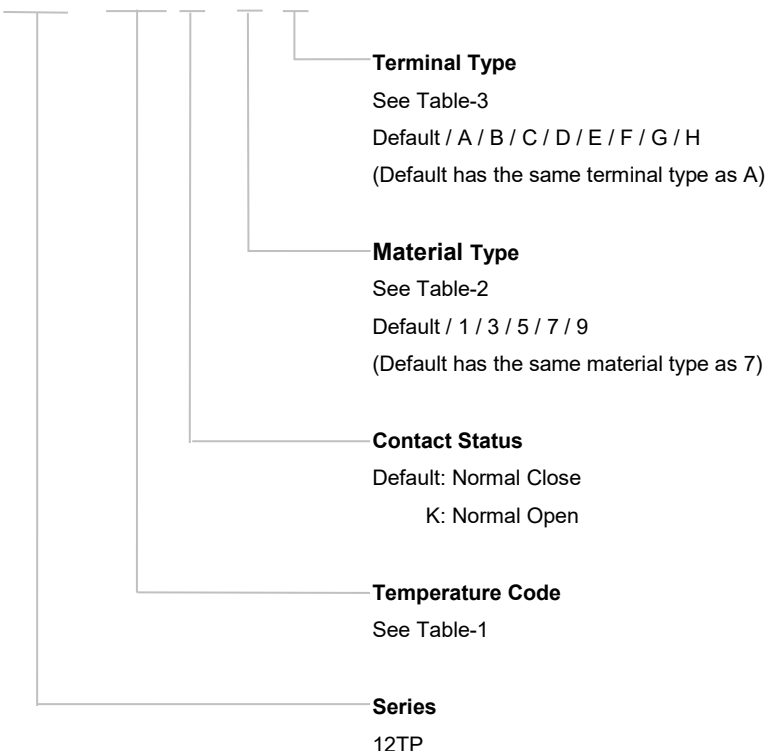 Terminal Type
See Table-3
Default / A / B / C / D / E / F / G / H
(Default has the same terminal type as A)
Material Type
See Table-2
Default / 1 / 3 / 5 / 7 / 9
(Default has the same material type as 7)
Contact Status
Default: Normal Close
K: Normal Open
Temperature Code
See Table-1
Series
12TP